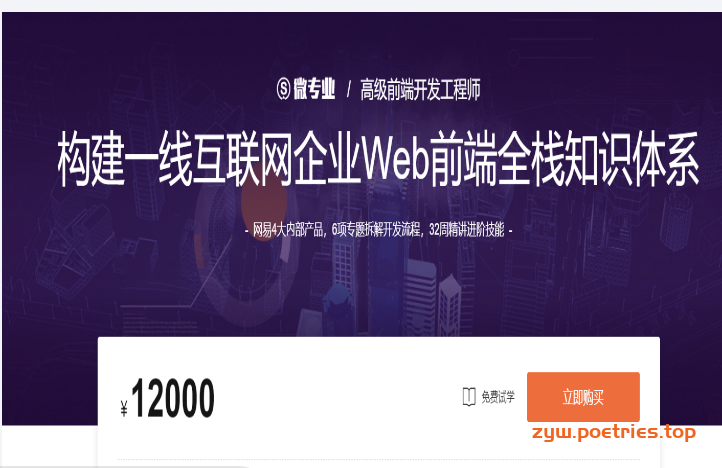 Ⓢ 微专业 / 高级前端开发工程师
构建一线互联网企业Web前端全栈知识体系
- 网易4大内部产品，6项专题拆解开发流程，32周精讲进阶技能 -
¥12000
免费试学
立即购买
zyw.poetries.top